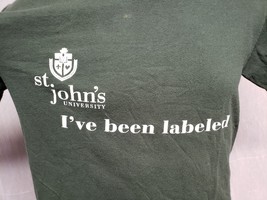 st.
john's
UNIVERSITY
I've been labeled